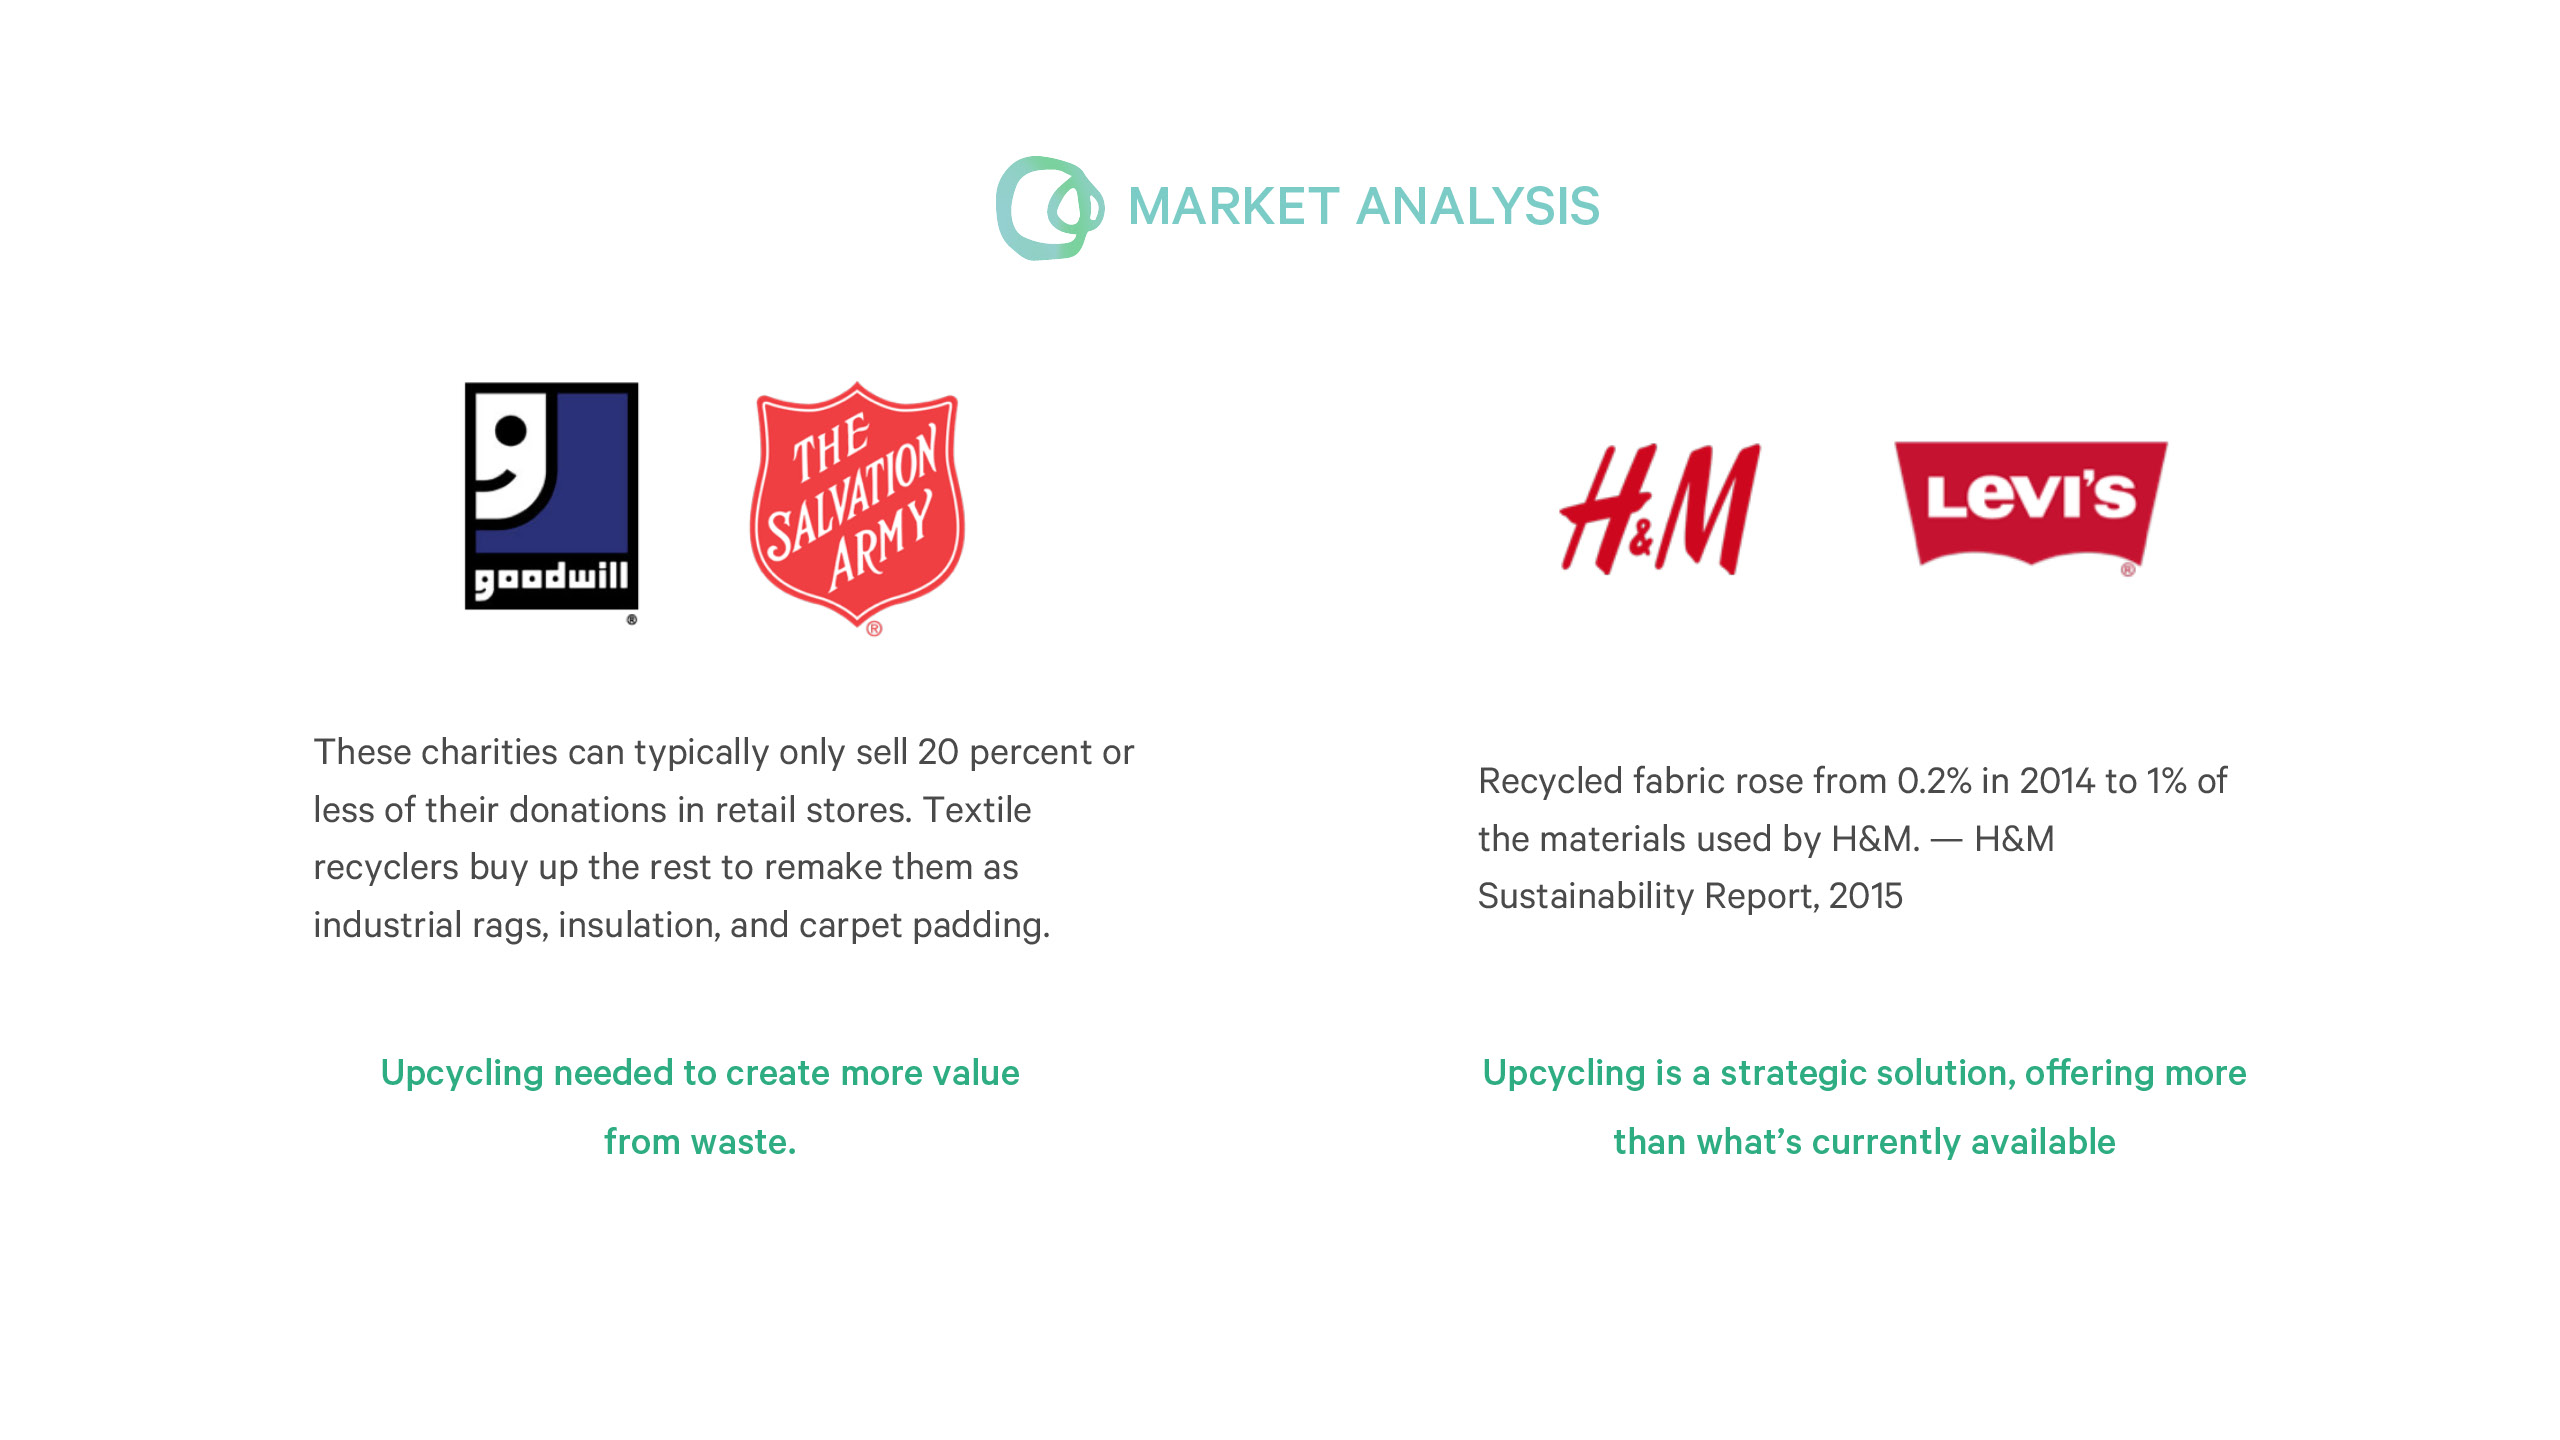 MARKET ANALYSIS
goodwill
®
THE
SALVATION
ARMY
®
H&M
LEVI'S
®
These charities can typically only sell 20 percent or
less of their donations in retail stores. Textile
recyclers buy up the rest to remake them as
industrial rags, insulation, and carpet padding.
Upcycling needed to create more value
from waste.
Recycled fabric rose from 0.2% in 2014 to 1% of
the materials used by H&M. — H&M
Sustainability Report, 2015
Upcycling is a strategic solution, offering more
than what’s currently available